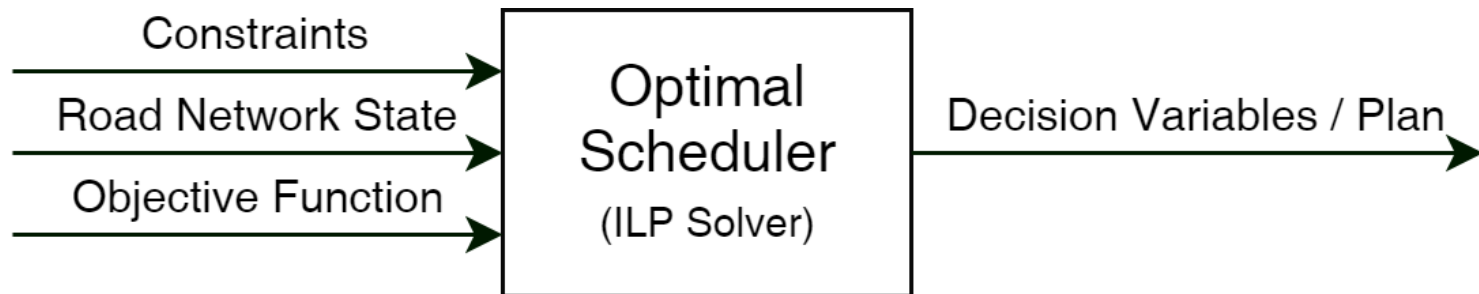 Constraints
Road Network State
Objective Function
Optimal
Scheduler
(ILP Solver)
Decision Variables / Plan